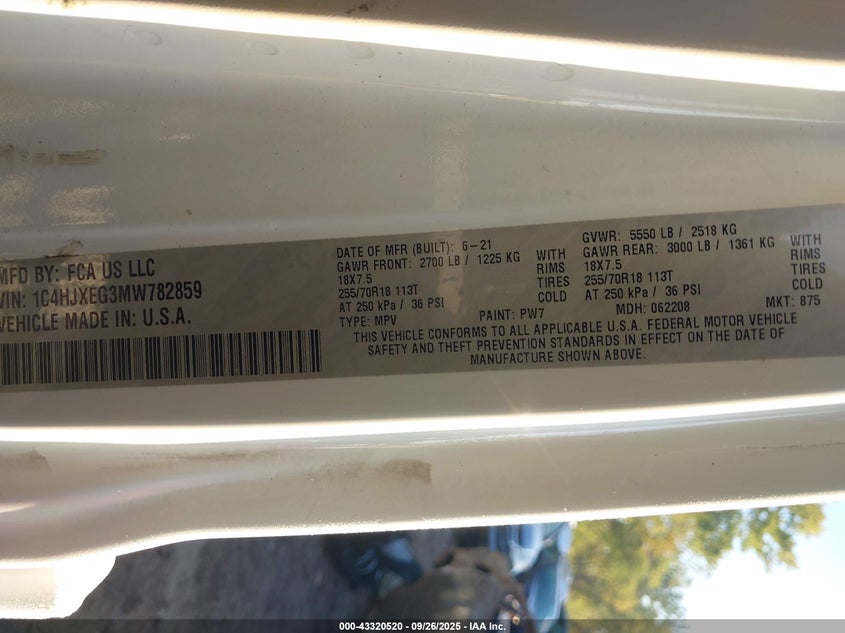 MFD BY: FCA US LLC
VIN: 1C4HJXEG3MW782859
VEHICLE MADE IN: U.S.A.
DATE OF MFR (BUILT): 6-21
GAWR FRONT: 2700 LB / 1225 KG WITH
18X7.5 RIMS
255/70R18 113T TIRES
AT 250 kPa / 36 PSI COLD
TYPE: MPV PAINT: PW7
GVWR: 5550 LB / 2518 KG
GAWR REAR: 3000 LB / 1361 KG WITH
18X7.5 RIMS
255/70R18 113T TIRES
AT 250 kPa / 36 PSI COLD
MDH: 062208 MKT: 875
THIS VEHICLE CONFORMS TO ALL APPLICABLE U.S.A. FEDERAL MOTOR VEHICLE
SAFETY AND THEFT PREVENTION STANDARDS IN EFFECT ON THE DATE OF
MANUFACTURE SHOWN ABOVE.
000-43320520 · 09/26/2025 · IAA Inc.